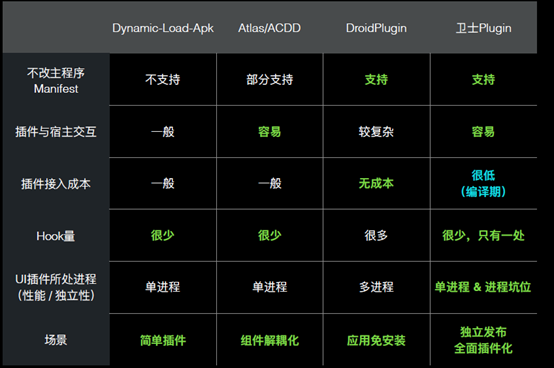 Dynamic-Load-Apk Atlas/ACDD DroidPlugin 卫士Plugin
不改主程序
Manifest 不支持 部分支持 支持 支持
插件与宿主交互 一般 容易 较复杂 容易
插件接入成本 一般 一般 无成本 很低
（编译期）
Hook量 很少 很少 很多 很少，只有一处
UI插件所处进程
（性能 / 独立性） 单进程 单进程 多进程 单进程 & 进程坑位
场景 简单插件 组件解耦化 应用免安装 独立发布
全面插件化